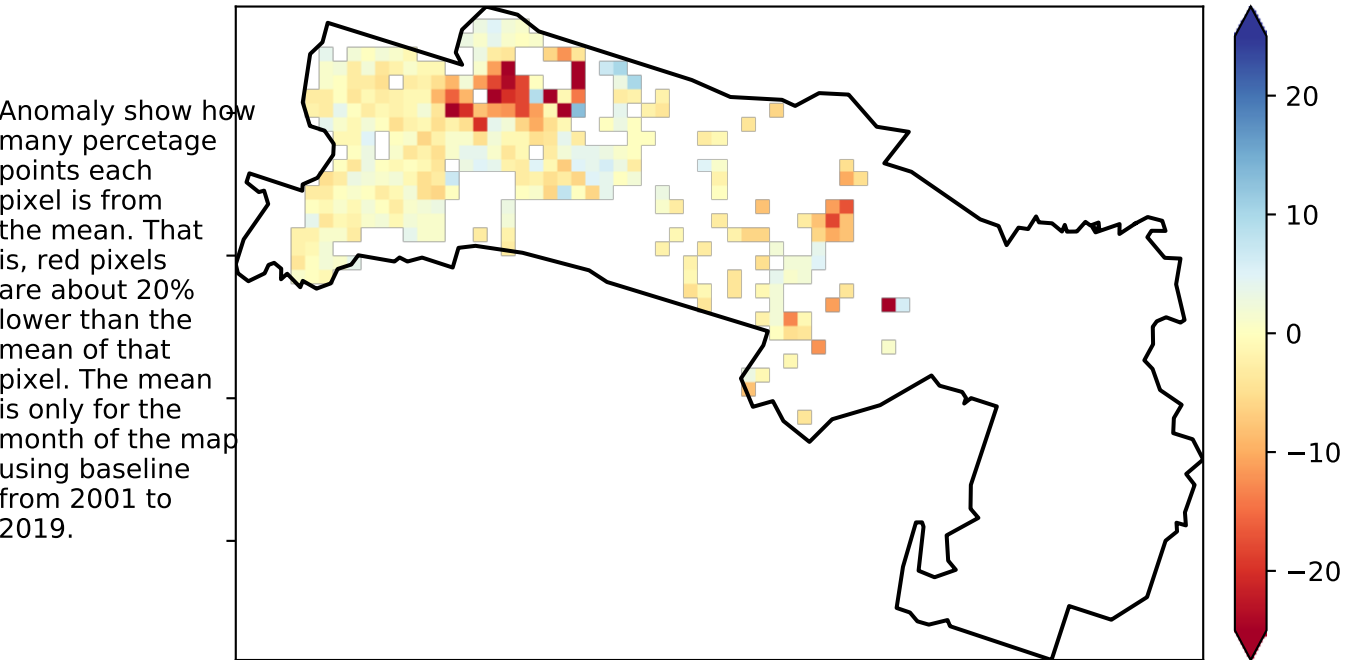 Anomaly show how
many percetage
points each
pixel is from
the mean. That
is, red pixels
are about 20%
lower than the
mean of that
pixel. The mean
is only for the
month of the map
using baseline
from 2001 to
2019.
20
10
0
−10
−20